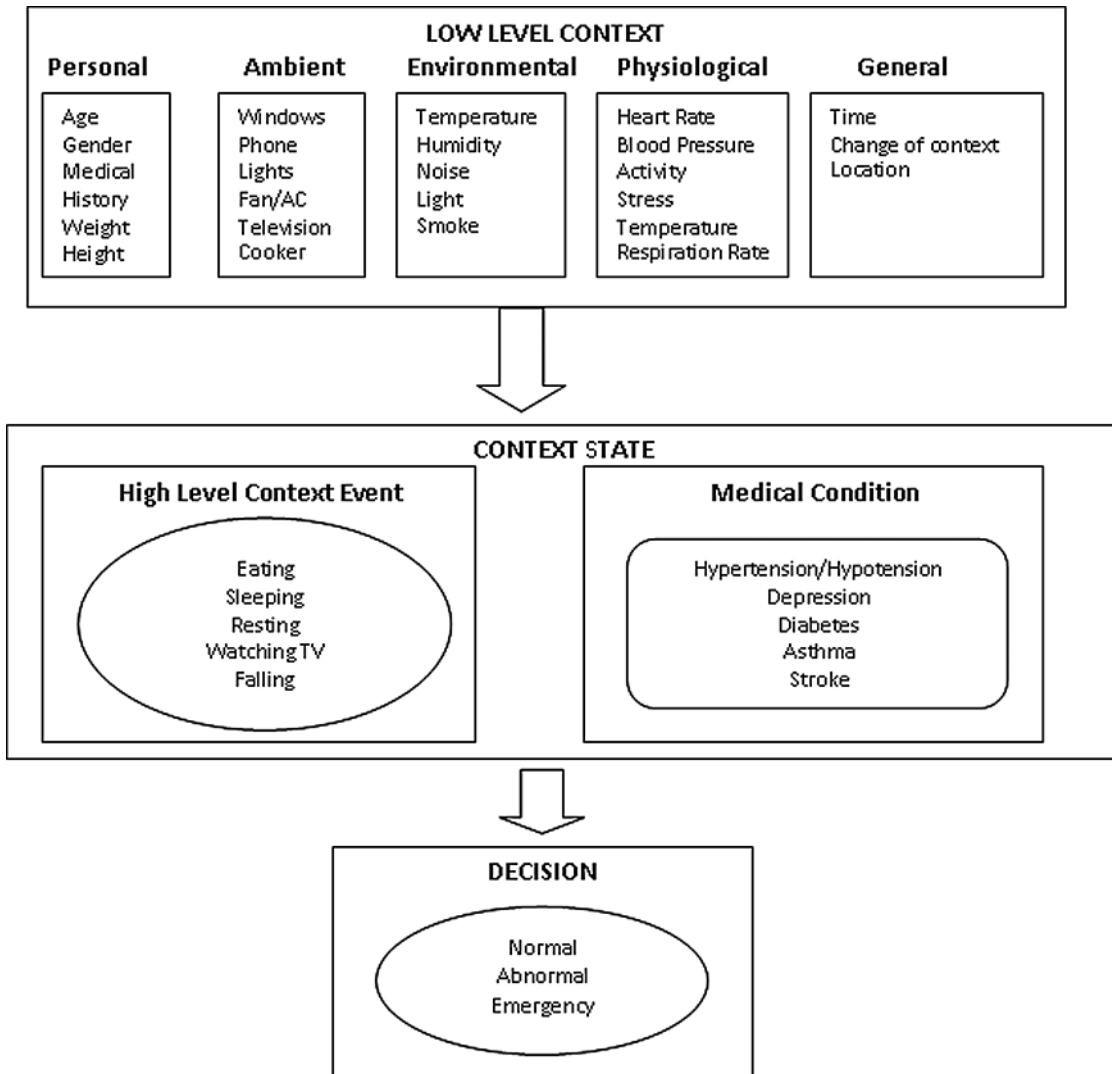 LOW LEVEL CONTEXT
Personal
Age
Gender
Medical
History
Weight
Height
Ambient
Windows
Phone
Lights
Fan/AC
Television
Cooker
Environmental
Temperature
Humidity
Noise
Light
Smoke
Physiological
Heart Rate
Blood Pressure
Activity
Stress
Temperature
Respiration Rate
General
Time
Change of context
Location
CONTEXT STATE
High Level Context Event
Eating
Sleeping
Resting
Watching TV
Falling
Medical Condition
Hypertension/Hypotension
Depression
Diabetes
Asthma
Stroke
DECISION
Normal
Abnormal
Emergency